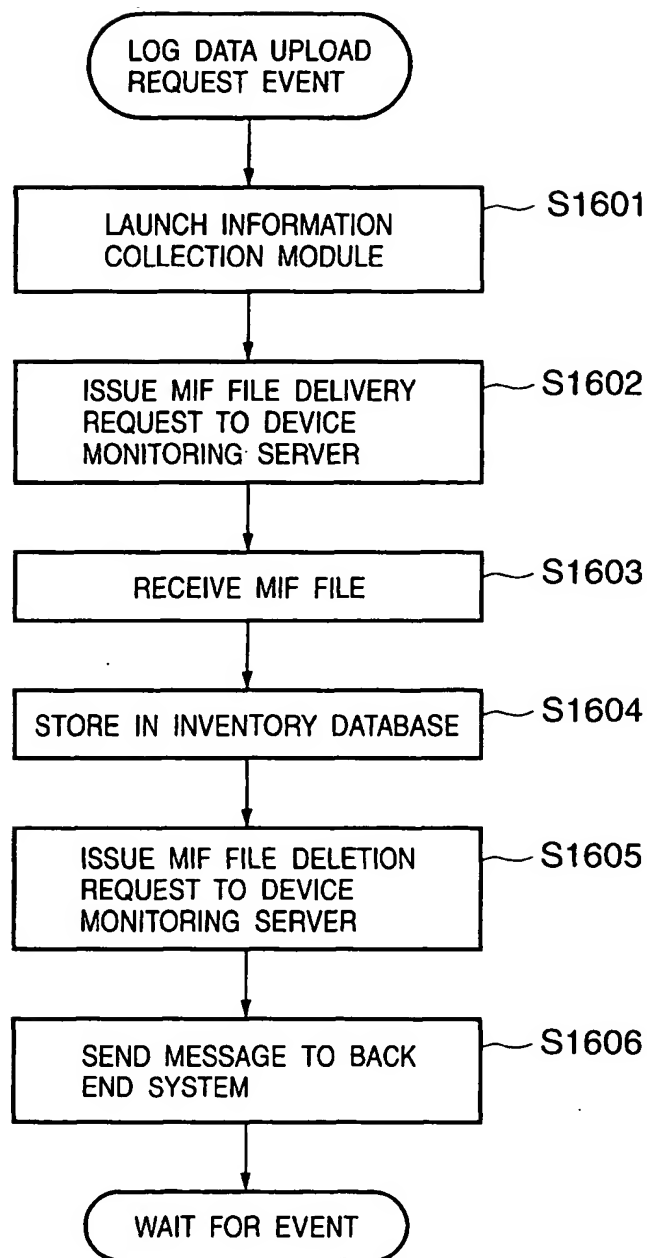 LOG DATA UPLOAD
REQUEST EVENT
LAUNCH INFORMATION
COLLECTION MODULE
S1601
ISSUE MIF FILE DELIVERY
REQUEST TO DEVICE
MONITORING SERVER
S1602
RECEIVE MIF FILE
S1603
STORE IN INVENTORY DATABASE
S1604
ISSUE MIF FILE DELETION
REQUEST TO DEVICE
MONITORING SERVER
S1605
SEND MESSAGE TO BACK
END SYSTEM
S1606
WAIT FOR EVENT